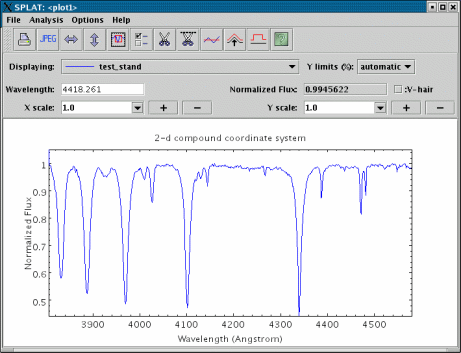 SPLAT: <plot1>
File Analysis Options Help
JPEG
Displaying: test_stand Y limits (%): automatic
Wavelength: 4418.261 Normalized Flux: 0.9945622 :V-hair
X scale: 1.0 + − Y scale: 1.0 + −
2-d compound coordinate system
1
0.9
0.8
0.7
0.6
0.5
Normalized Flux
3900 4000 4100 4200 4300 4400 4500
Wavelength (Angstrom)